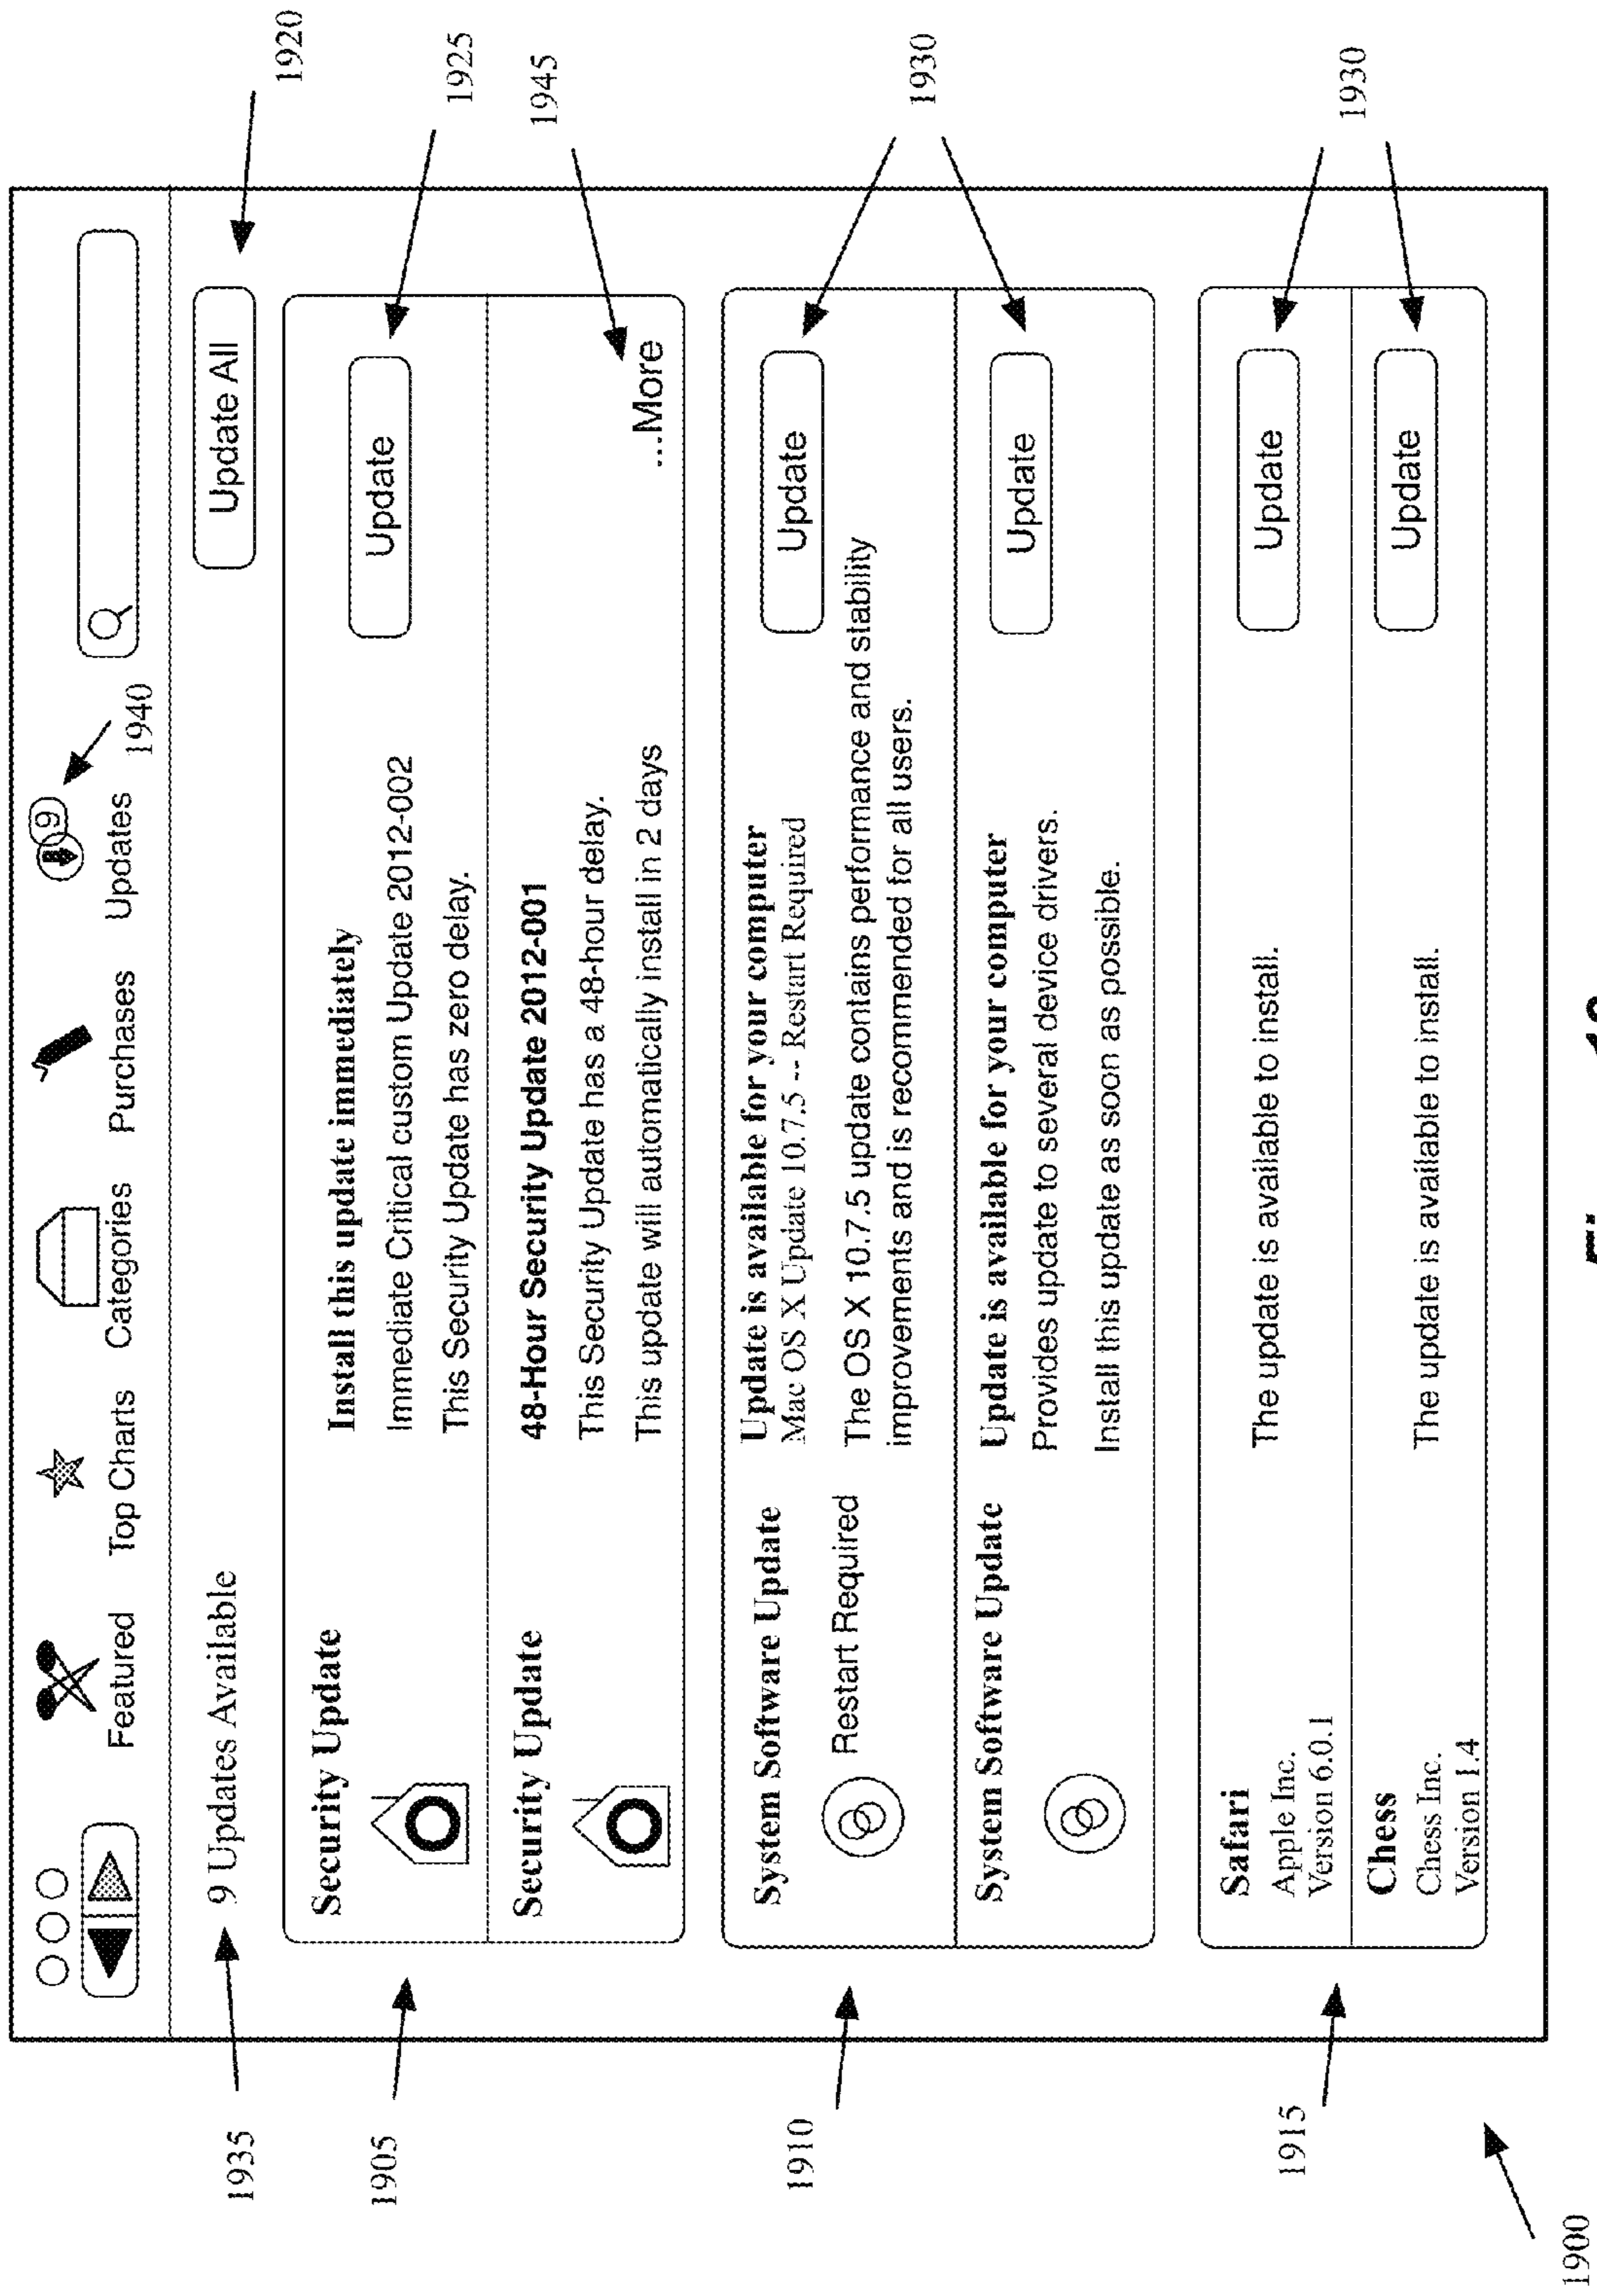 Featured Top Charts Categories Purchases Updates 9
1940
1935
9 Updates Available
Update All
1920
1905
Security Update
Install this update immediately
Immediate Critical custom Update 2012-002
This Security Update has zero delay.
Update
1925
Security Update
48-Hour Security Update 2012-001
This Security Update has a 48-hour delay.
This update will automatically install in 2 days
...More
1945
1910
System Software Update
Restart Required
Update is available for your computer
Mac OS X Update 10.7.5 -- Restart Required
The OS X 10.7.5 update contains performance and stability
improvements and is recommended for all users.
Update
1930
System Software Update
Update is available for your computer
Provides update to several device drivers.
Install this update as soon as possible.
Update
1915
Safari
Apple Inc.
Version 6.0.1
The update is available to install.
Update
1930
Chess
Chess Inc.
Version 1.4
The update is available to install.
Update
1900